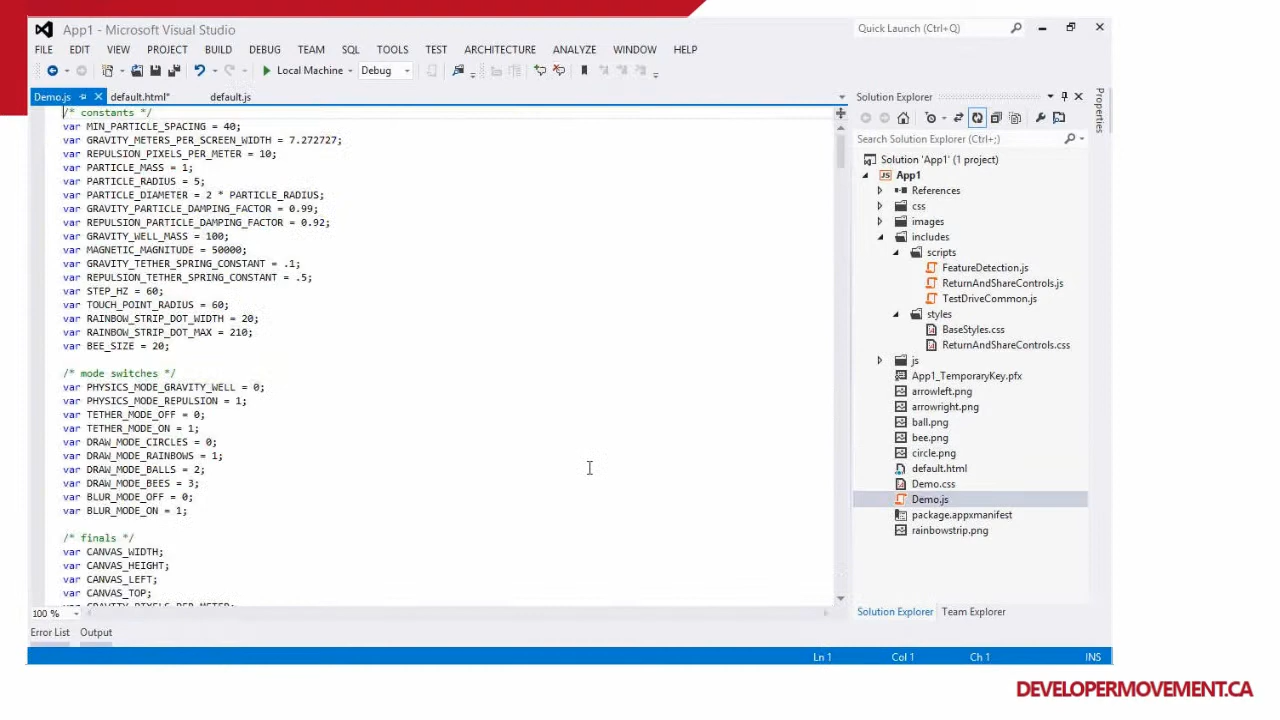 App1 - Microsoft Visual Studio
Quick Launch (Ctrl+Q)
FILE EDIT VIEW PROJECT BUILD DEBUG TEAM SQL TOOLS TEST ARCHITECTURE ANALYZE WINDOW HELP
Local Machine Debug
Demo.js default.html* default.js
/* constants */
var MIN_PARTICLE_SPACING = 40;
var GRAVITY_METERS_PER_SCREEN_WIDTH = 7.272727;
var REPULSION_PIXELS_PER_METER = 10;
var PARTICLE_MASS = 1;
var PARTICLE_RADIUS = 5;
var PARTICLE_DIAMETER = 2 * PARTICLE_RADIUS;
var GRAVITY_PARTICLE_DAMPING_FACTOR = 0.99;
var REPULSION_PARTICLE_DAMPING_FACTOR = 0.92;
var GRAVITY_WELL_MASS = 100;
var MAGNETIC_MAGNITUDE = 50000;
var GRAVITY_TETHER_SPRING_CONSTANT = .1;
var REPULSION_TETHER_SPRING_CONSTANT = .5;
var STEP_HZ = 60;
var TOUCH_POINT_RADIUS = 60;
var RAINBOW_STRIP_DOT_WIDTH = 20;
var RAINBOW_STRIP_DOT_MAX = 210;
var BEE_SIZE = 20;
/* mode switches */
var PHYSICS_MODE_GRAVITY_WELL = 0;
var PHYSICS_MODE_REPULSION = 1;
var TETHER_MODE_OFF = 0;
var TETHER_MODE_ON = 1;
var DRAW_MODE_CIRCLES = 0;
var DRAW_MODE_RAINBOWS = 1;
var DRAW_MODE_BALLS = 2;
var DRAW_MODE_BEES = 3;
var BLUR_MODE_OFF = 0;
var BLUR_MODE_ON = 1;
/* finals */
var CANVAS_WIDTH;
var CANVAS_HEIGHT;
var CANVAS_LEFT;
var CANVAS_TOP;
var GRAVITY_PIXELS_PER_METER;
100 %
Error List Output
Solution Explorer
Properties
Search Solution Explorer (Ctrl+;)
Solution 'App1' (1 project)
JS App1
References
css
images
includes
scripts
FeatureDetection.js
ReturnAndShareControls.js
TestDriveCommon.js
styles
BaseStyles.css
ReturnAndShareControls.css
js
App1_TemporaryKey.pfx
arrowleft.png
arrowright.png
ball.png
bee.png
circle.png
default.html
Demo.css
Demo.js
package.appxmanifest
rainbowstrip.png
Solution Explorer Team Explorer
Ln 1 Col 1 Ch 1 INS
DEVELOPERMOVEMENT.CA